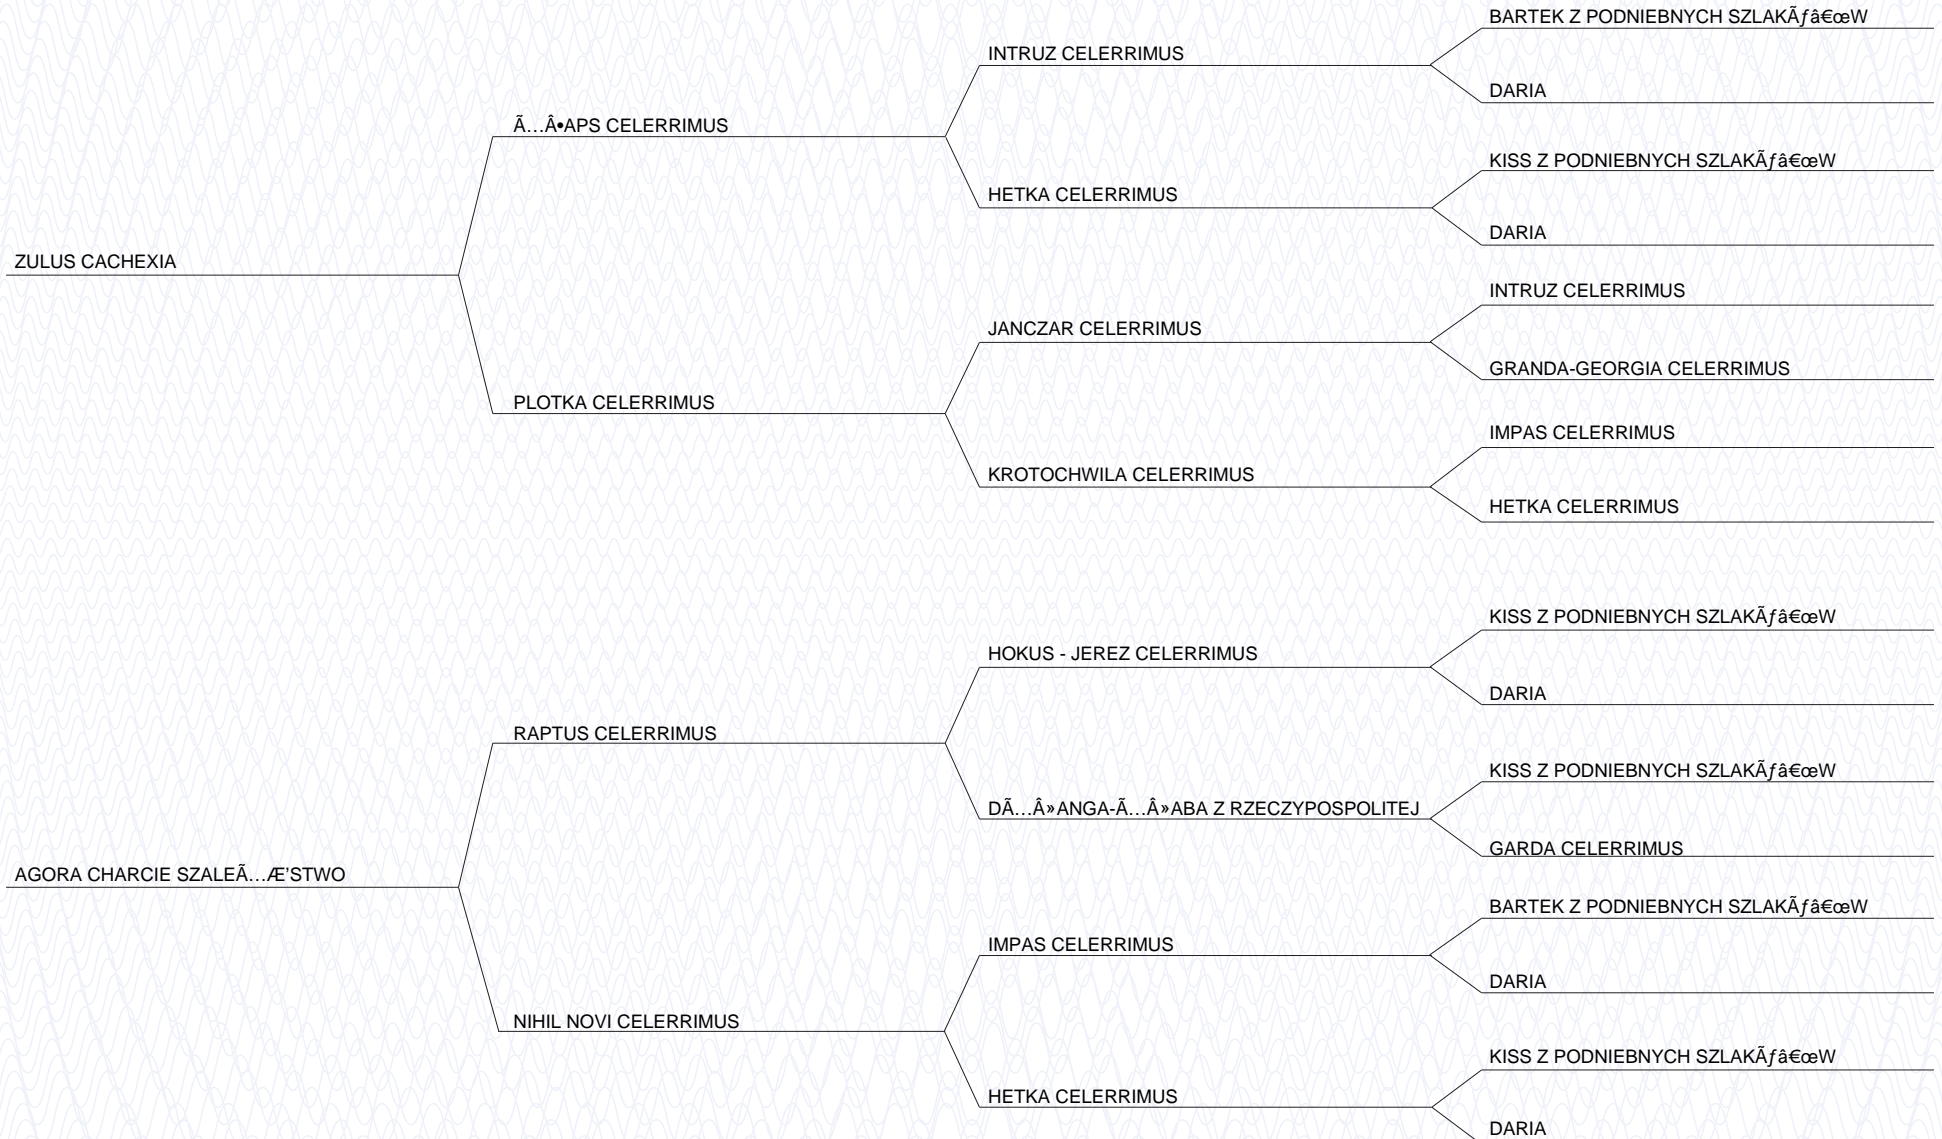 BARTEK Z PODNIEBNYCH SZLAKÃƒâ€œW
INTRUZ CELERRIMUS
DARIA
Ã…Â•APS CELERRIMUS
KISS Z PODNIEBNYCH SZLAKÃƒâ€œW
HETKA CELERRIMUS
DARIA
ZULUS CACHEXIA
INTRUZ CELERRIMUS
JANCZAR CELERRIMUS
GRANDA-GEORGIA CELERRIMUS
PLOTKA CELERRIMUS
IMPAS CELERRIMUS
KROTOCHWILA CELERRIMUS
HETKA CELERRIMUS
KISS Z PODNIEBNYCH SZLAKÃƒâ€œW
HOKUS - JEREZ CELERRIMUS
DARIA
RAPTUS CELERRIMUS
KISS Z PODNIEBNYCH SZLAKÃƒâ€œW
DÃ…Â»ANGA-Ã…Â»ABA Z RZECZYPOSPOLITEJ
GARDA CELERRIMUS
AGORA CHARCIE SZALEÃ…Æ'STWO
BARTEK Z PODNIEBNYCH SZLAKÃƒâ€œW
IMPAS CELERRIMUS
DARIA
NIHIL NOVI CELERRIMUS
KISS Z PODNIEBNYCH SZLAKÃƒâ€œW
HETKA CELERRIMUS
DARIA